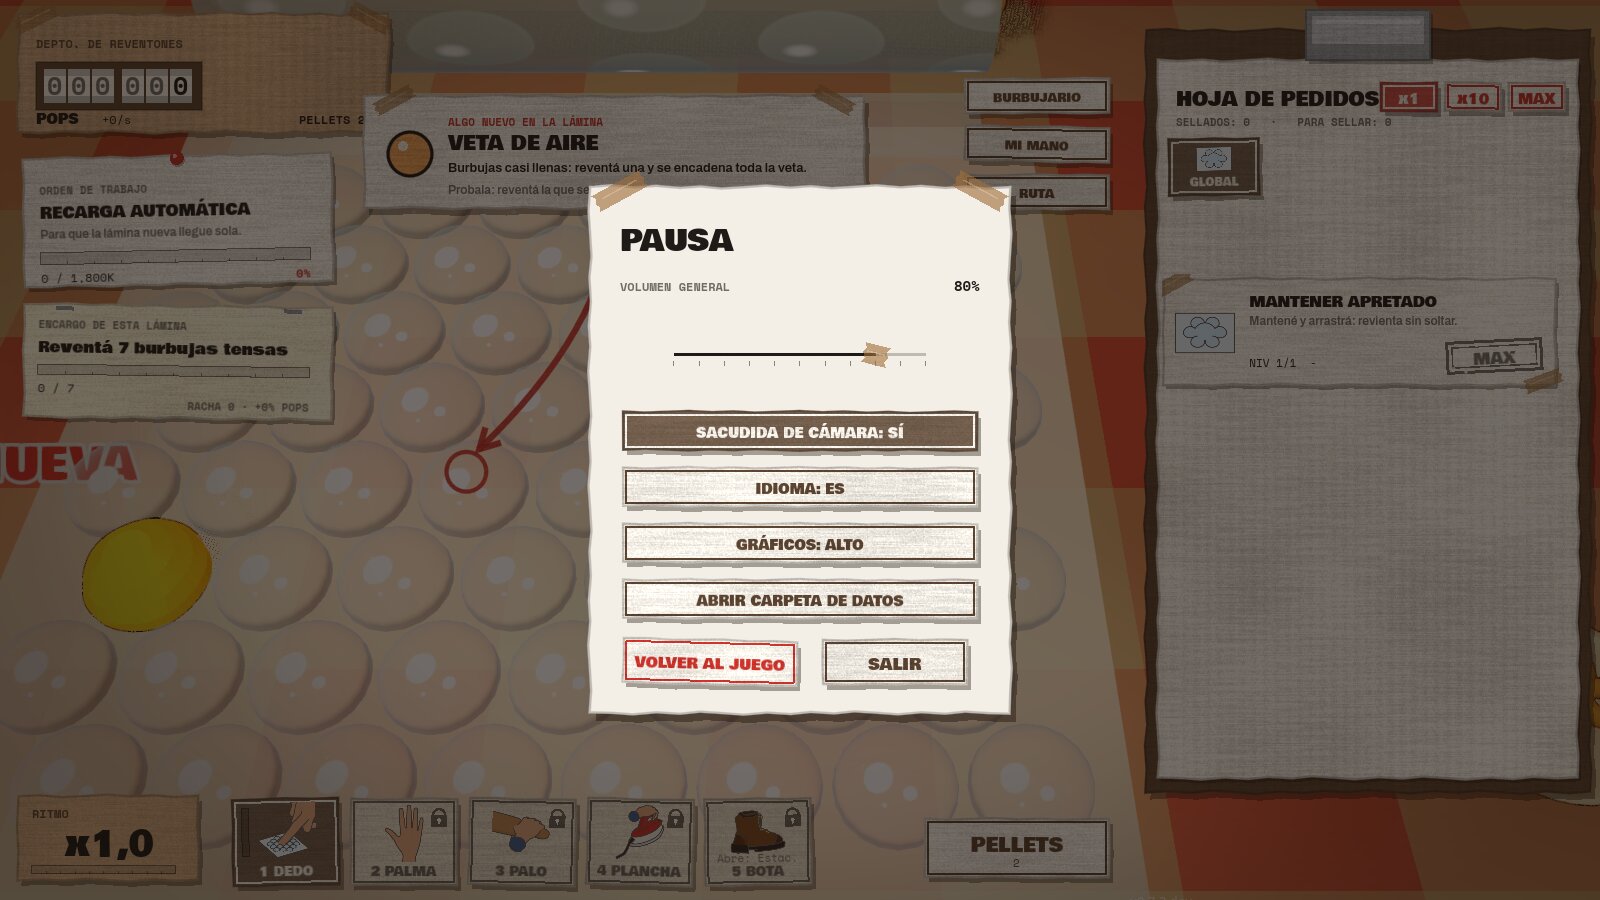 DEPTO. DE REVENTONES
000 000
POPS +0/s PELLETS 2
ALGO NUEVO EN LA LÁMINA
VETA DE AIRE
Burbujas casi llenas: reventá una y se encadena toda la veta.
Probala: reventá la que se
BURBUJARIO
MI MANO
RUTA
HOJA DE PEDIDOS x1 x10 MAX
SELLADOS: 0 · PARA SELLAR: 0
GLOBAL
ORDEN DE TRABAJO
RECARGA AUTOMÁTICA
Para que la lámina nueva llegue sola.
0 / 1,800K 0%
ENCARGO DE ESTA LÁMINA
Reventá 7 burbujas tensas
0 / 7
RACHA 0 · +0% POPS
UEVA
PAUSA
VOLUMEN GENERAL 80%
SACUDIDA DE CÁMARA: SÍ
IDIOMA: ES
GRÁFICOS: ALTO
ABRIR CARPETA DE DATOS
VOLVER AL JUEGO SALIR
MANTENER APRETADO
Mantené y arrastrá: revienta sin soltar.
NIV 1/1 - MAX
RITMO
x1,0
1 DEDO
2 PALMA
3 PALO
4 PLANCHA
Abre: Estac.
5 BOTA
PELLETS
2